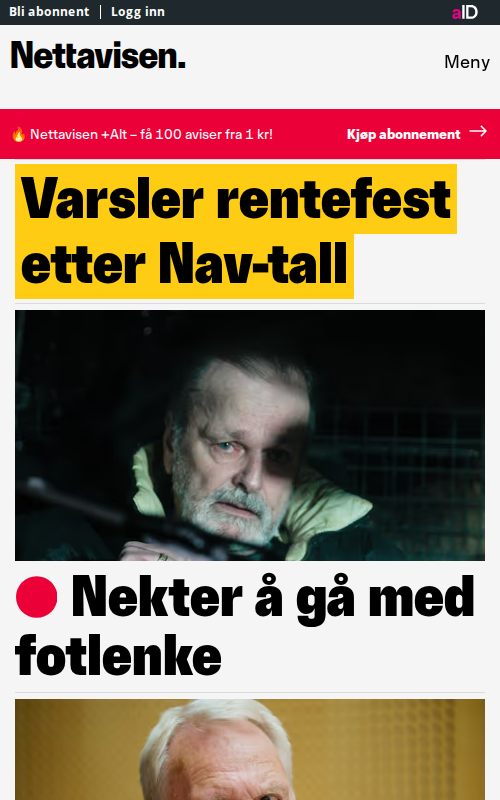 Bli abonnent | Logg inn
aID
Nettavisen.
Meny
🔥 Nettavisen +Alt – få 100 aviser fra 1 kr!
Kjøp abonnement →
Varsler rentefest
etter Nav-tall
Nekter å gå med
fotlenke